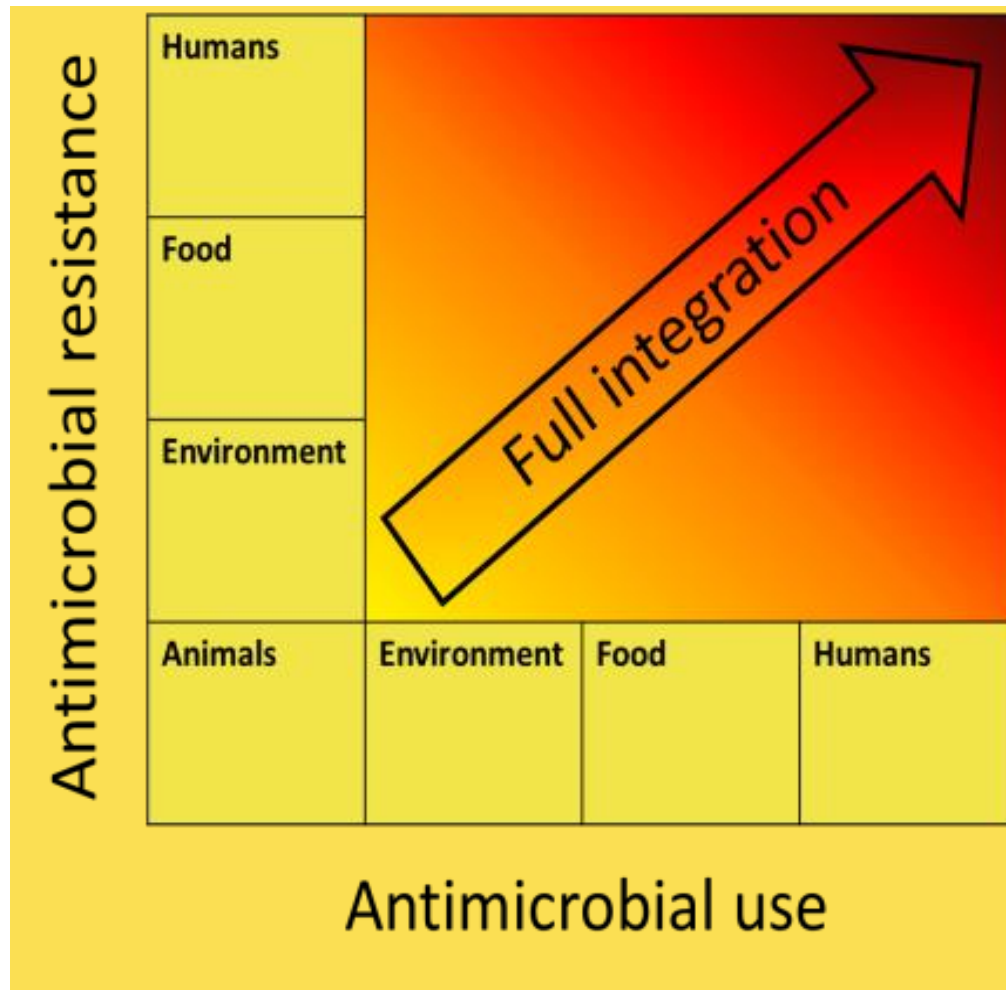 Antimicrobial resistance
Humans
Food
Environment
Animals
Environment
Food
Humans
Full integration
Antimicrobial use